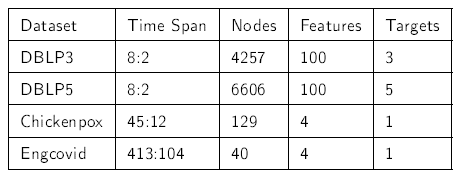 Dataset Time Span Nodes Features Targets
DBLP3 8:2 4257 100 3
DBLP5 8:2 6606 100 5
Chickenpox 45:12 129 4 1
Engcovid 413:104 40 4 1